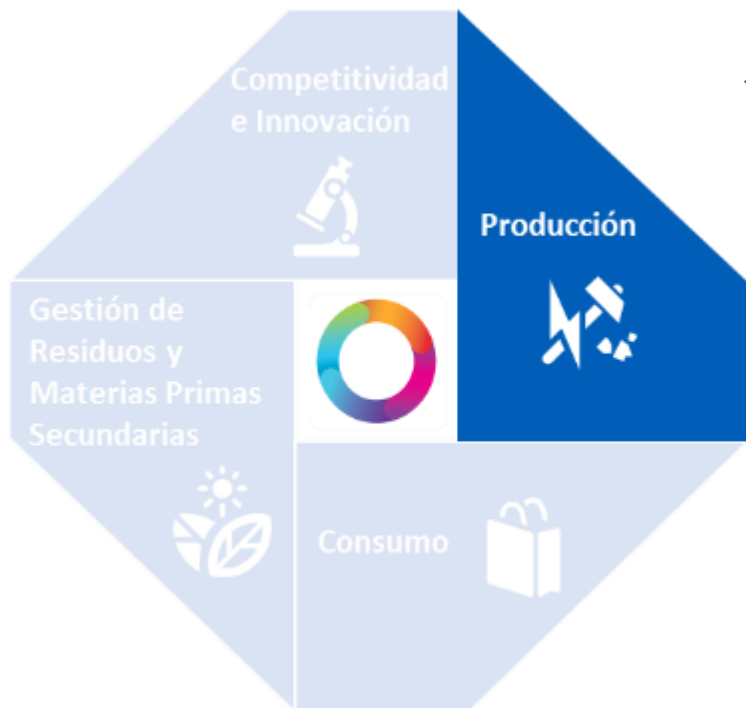 Competitividad
e Innovación
Producción
Gestión de
Residuos y
Materias Primas
Secundarias
Consumo